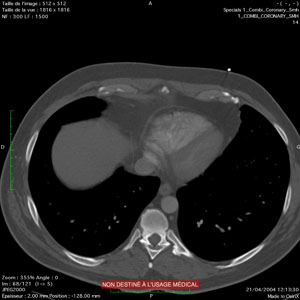 Taille de l'image : 512 x 512
Taille de la vue : 1816 x 1816
NF : 300 LF : 1500
A
- ( - , - )
Specials 1_Combi_Coronary_Smh
1_COMBI_CORONARY_SMH
14
D
G
Zoom : 355% Angle : 0
Im : 68/121 (I -> S)
JPEG2000
Épaisseur : 2.00 mm Position : -128.00 mm
NON DESTINÉ À L'USAGE MÉDICAL
P
21/04/2004 12:13:30
Made in OsiriX